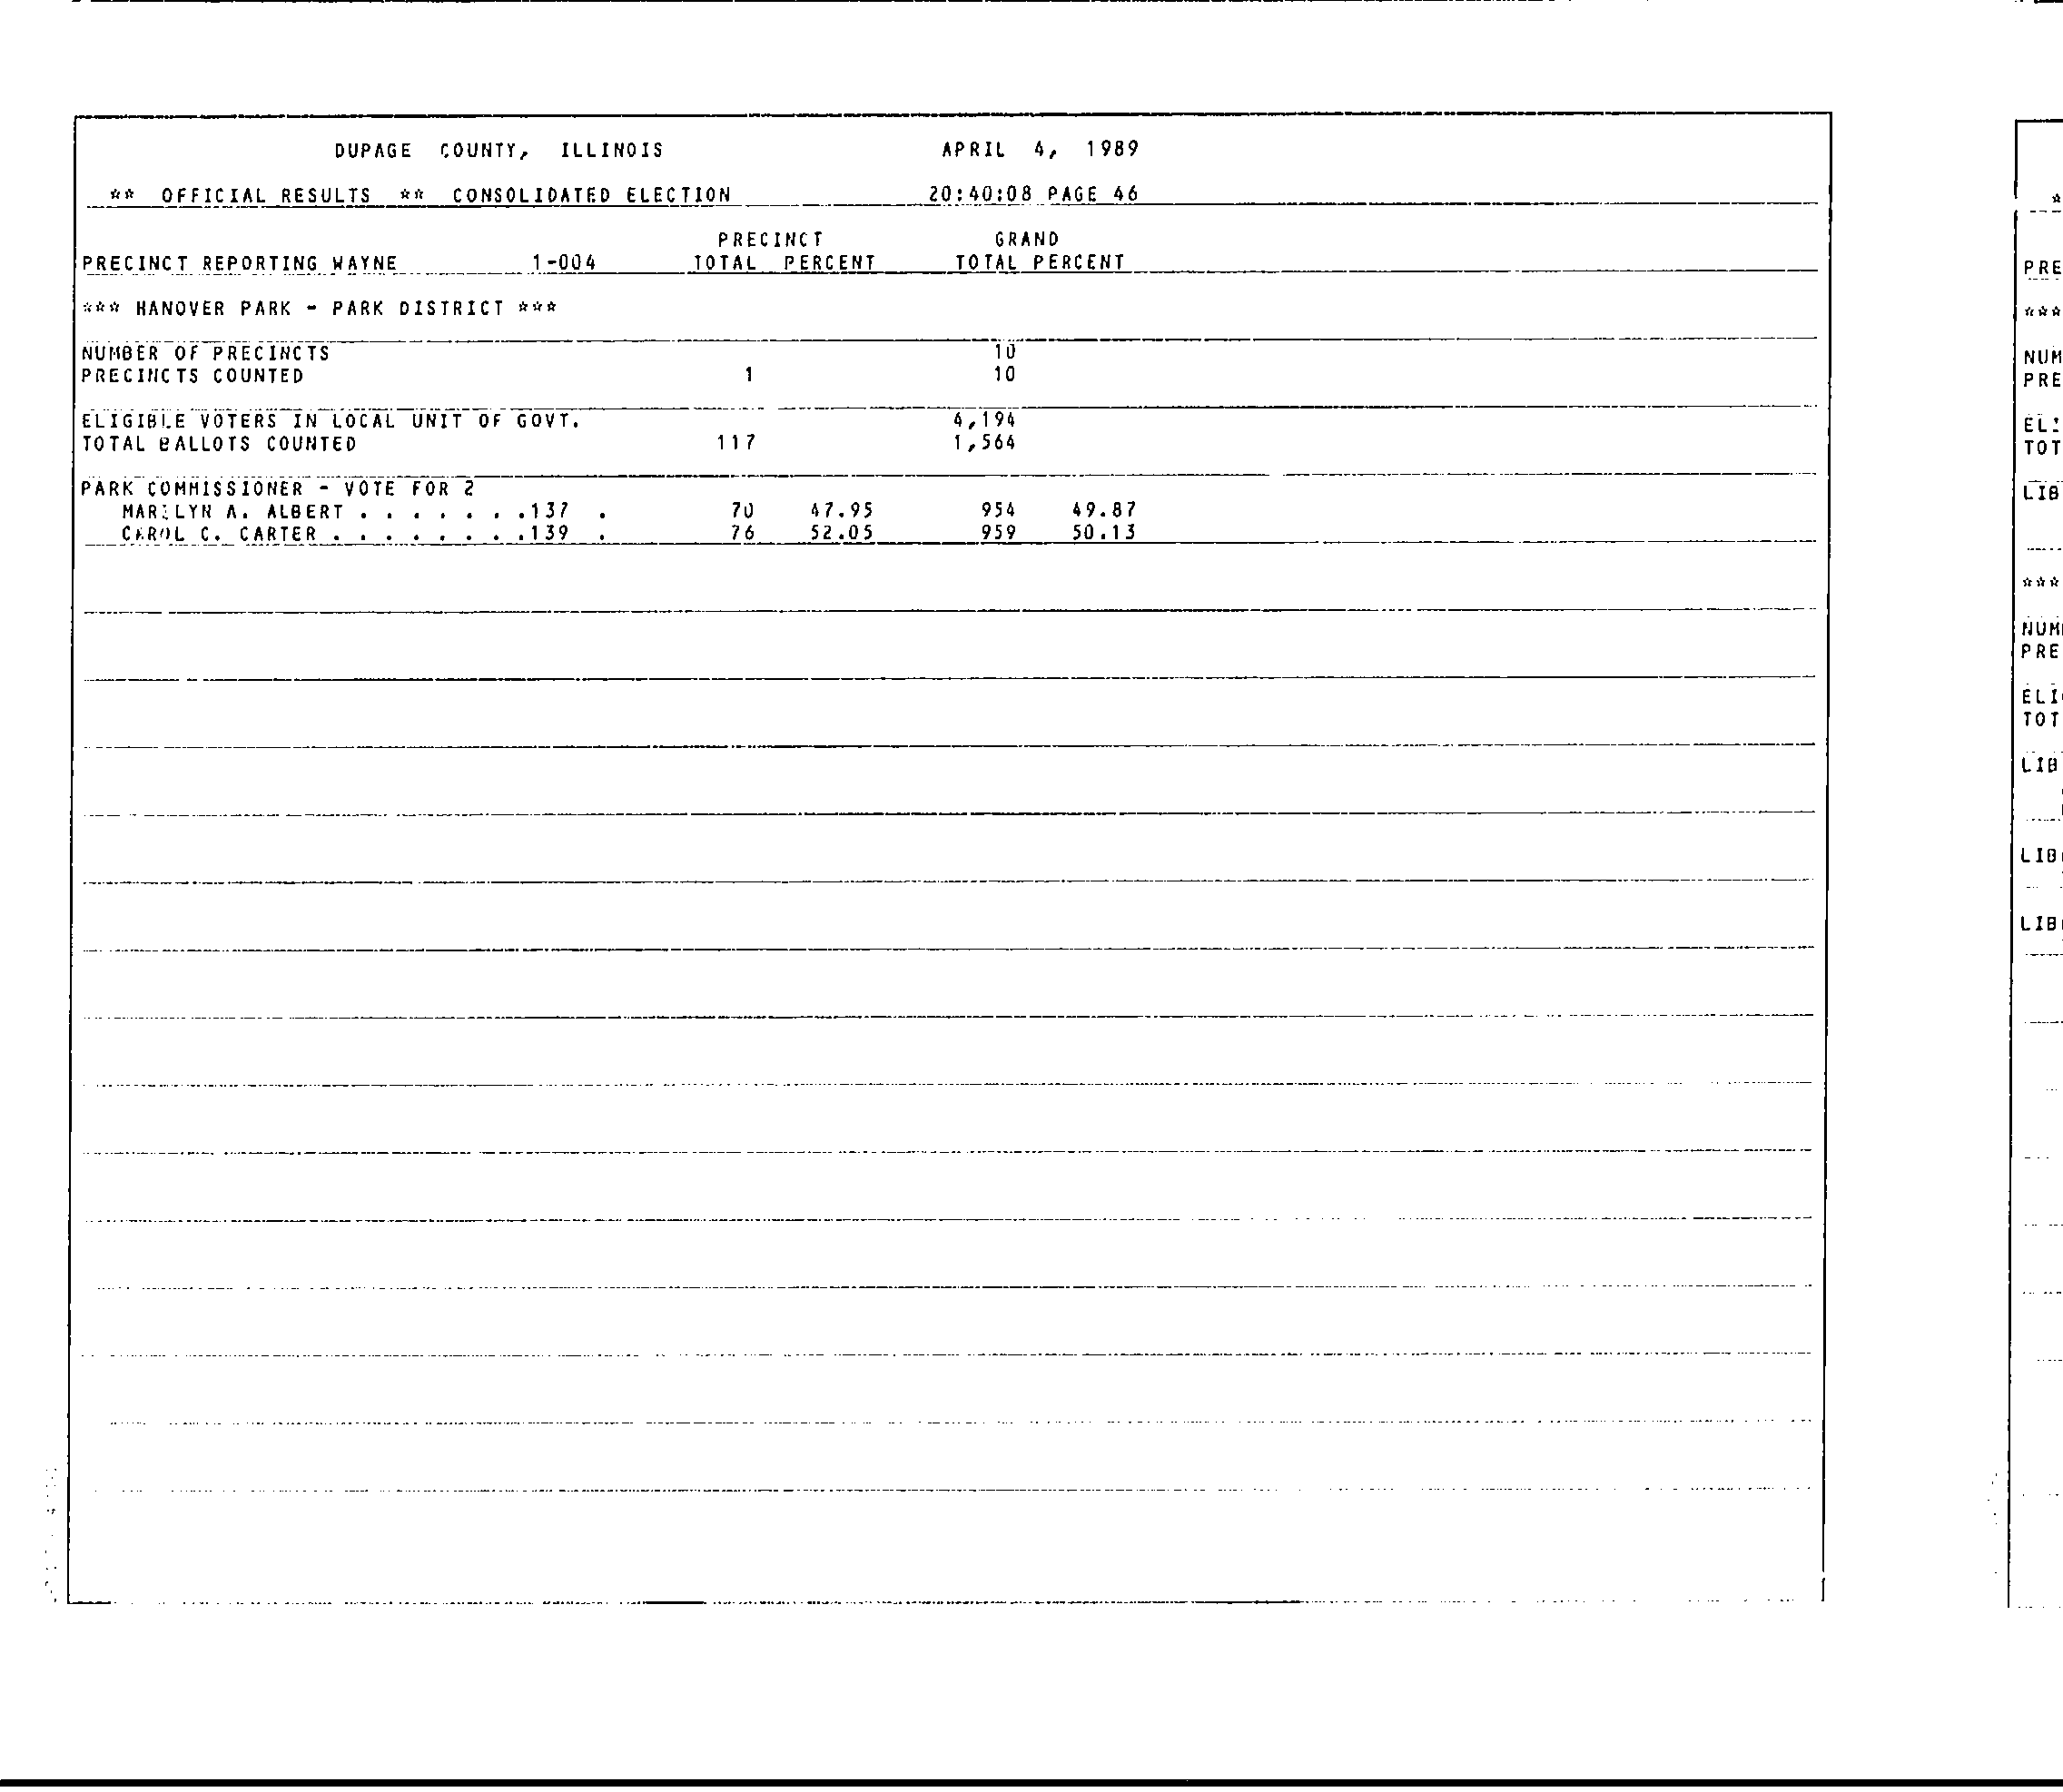 DUPAGE COUNTY, ILLINOIS APRIL 4, 1989
** OFFICIAL RESULTS ** CONSOLIDATED ELECTION 20:40:08 PAGE 46
PRECINCT GRAND
PRECINCT REPORTING WAYNE 1-004 TOTAL PERCENT TOTAL PERCENT
*** HANOVER PARK - PARK DISTRICT ***
NUMBER OF PRECINCTS 10
PRECINCTS COUNTED 1 10
ELIGIBLE VOTERS IN LOCAL UNIT OF GOVT. 4,194
TOTAL BALLOTS COUNTED 117 1,564
PARK COMMISSIONER - VOTE FOR 2
MARILYN A. ALBERT . . . . . . .137 . 70 47.95 954 49.87
CAROL C. CARTER . . . . . . . .139 . 76 52.05 959 50.13
*
PRE
***
NUM
PRE
ELI
TOT
LIB
***
NUM
PRE
ELI
TOT
LIB
LIB
LIB